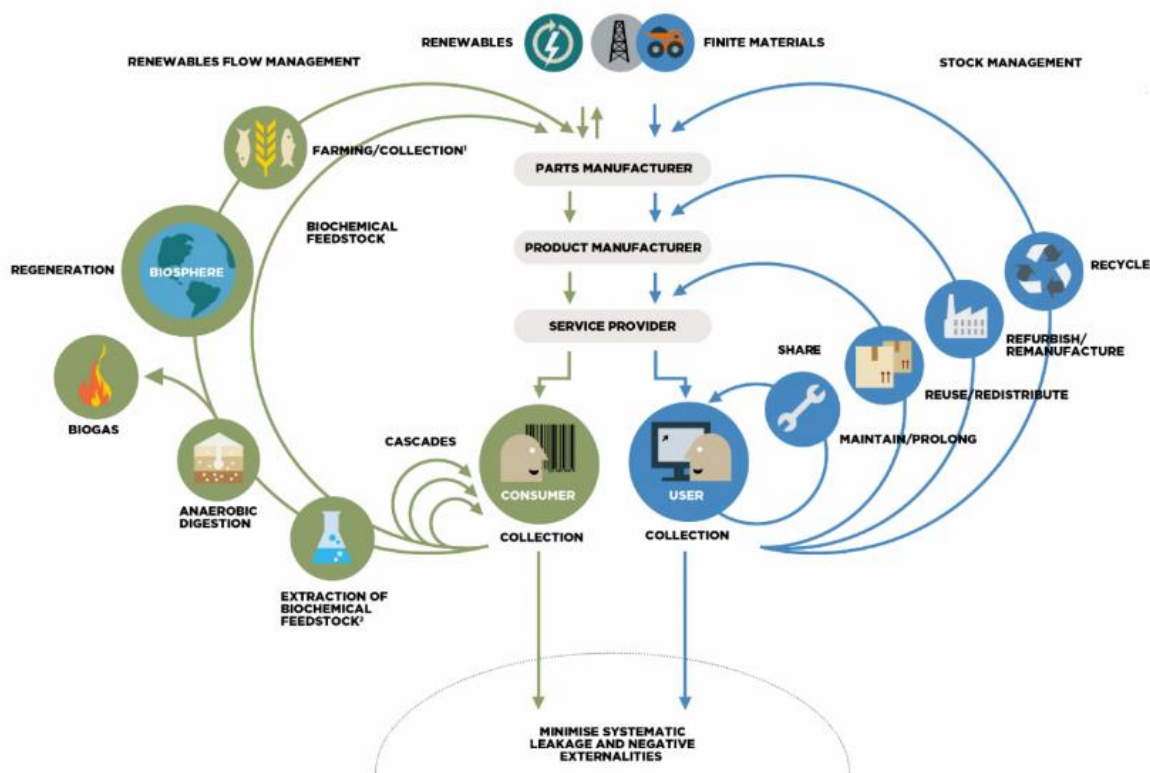 RENEWABLES
FINITE MATERIALS
RENEWABLES FLOW MANAGEMENT
STOCK MANAGEMENT
FARMING/COLLECTION¹
PARTS MANUFACTURER
BIOCHEMICAL
FEEDSTOCK
PRODUCT MANUFACTURER
REGENERATION
BIOSPHERE
RECYCLE
SERVICE PROVIDER
SHARE
REFURBISH/
REMANUFACTURE
REUSE/REDISTRIBUTE
BIOGAS
CASCADES
MAINTAIN/PROLONG
CONSUMER
USER
ANAEROBIC
DIGESTION
COLLECTION
COLLECTION
EXTRACTION OF
BIOCHEMICAL
FEEDSTOCK²
MINIMISE SYSTEMATIC
LEAKAGE AND NEGATIVE
EXTERNALITIES